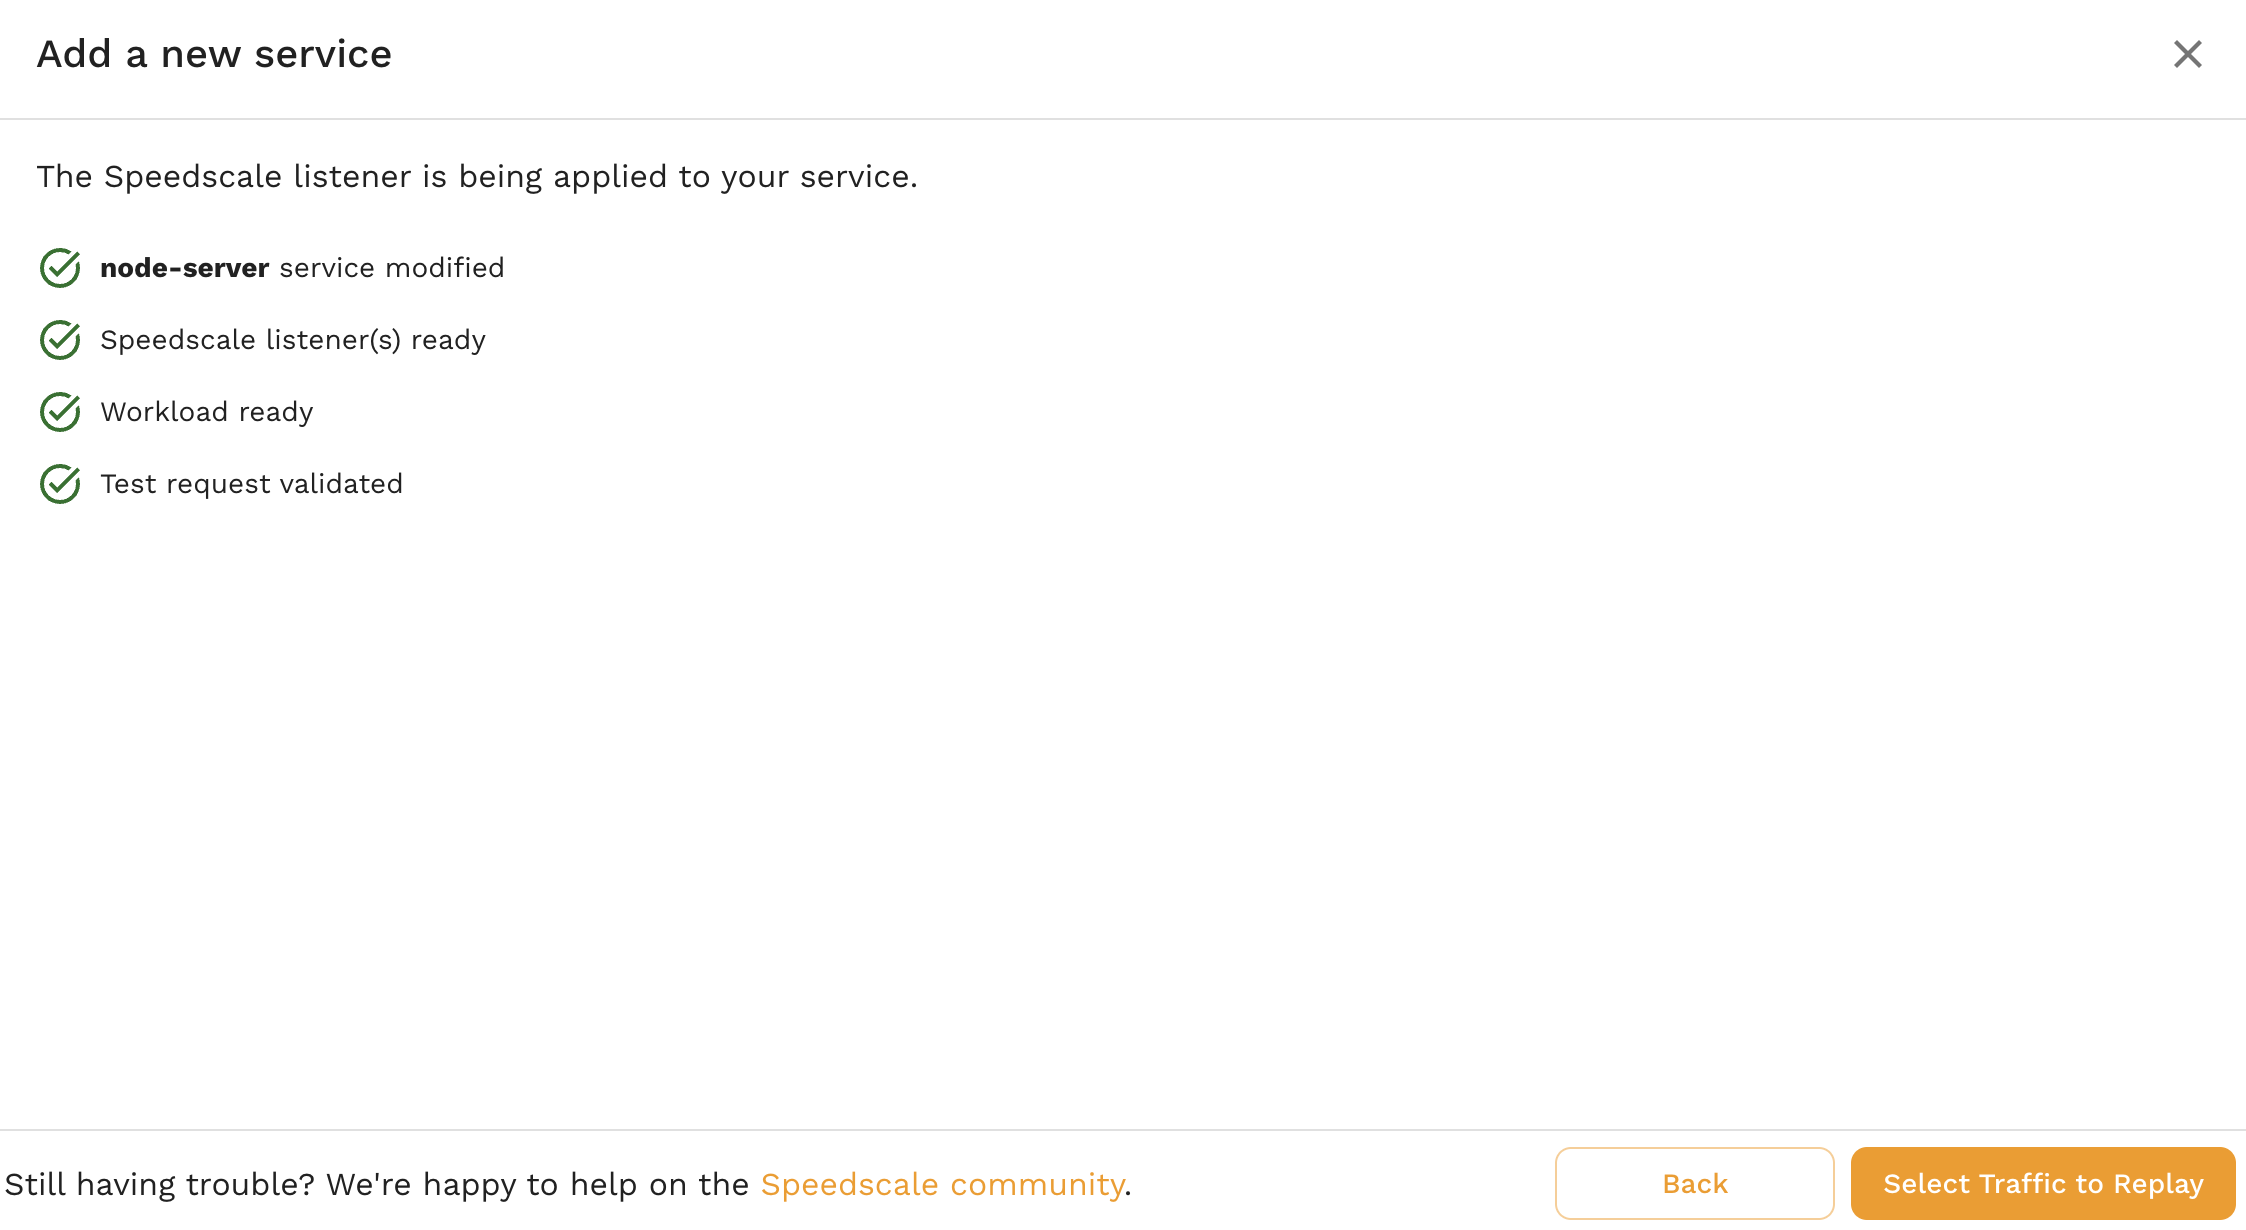 Add a new service
The Speedscale listener is being applied to your service.
node-server service modified
Speedscale listener(s) ready
Workload ready
Test request validated
Still having trouble? We're happy to help on the Speedscale community.
Back
Select Traffic to Replay